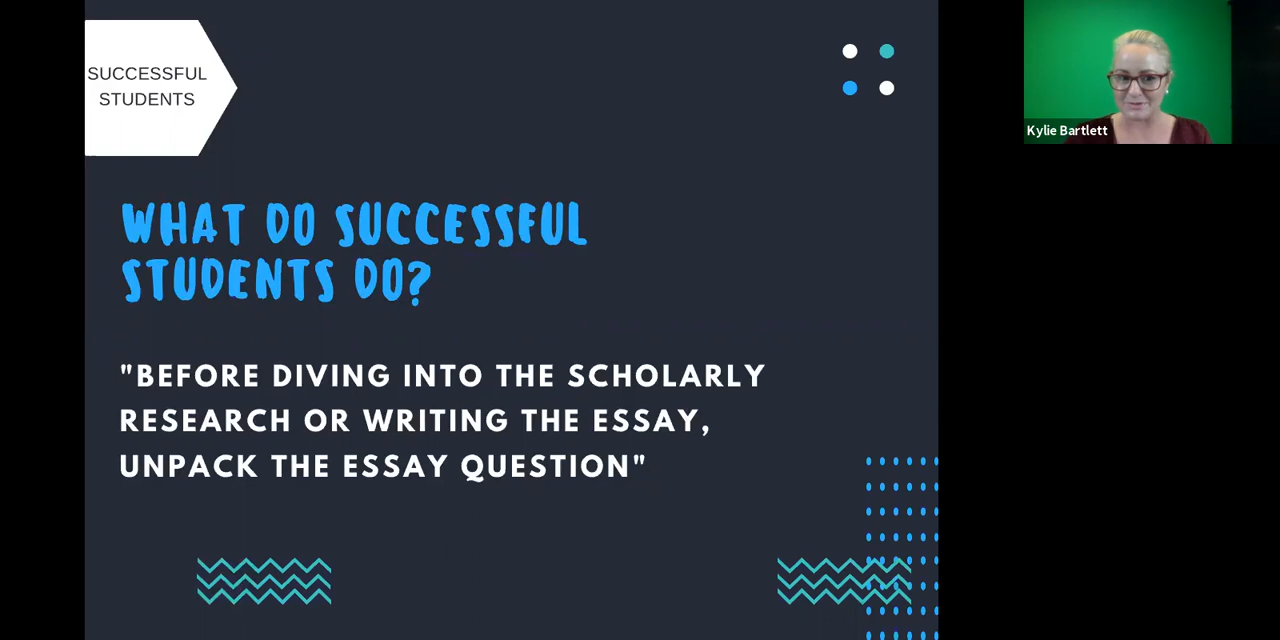 SUCCESSFUL
STUDENTS
Kylie Bartlett
WHAT DO SUCCESSFUL
STUDENTS DO?
"BEFORE DIVING INTO THE SCHOLARLY
RESEARCH OR WRITING THE ESSAY,
UNPACK THE ESSAY QUESTION"